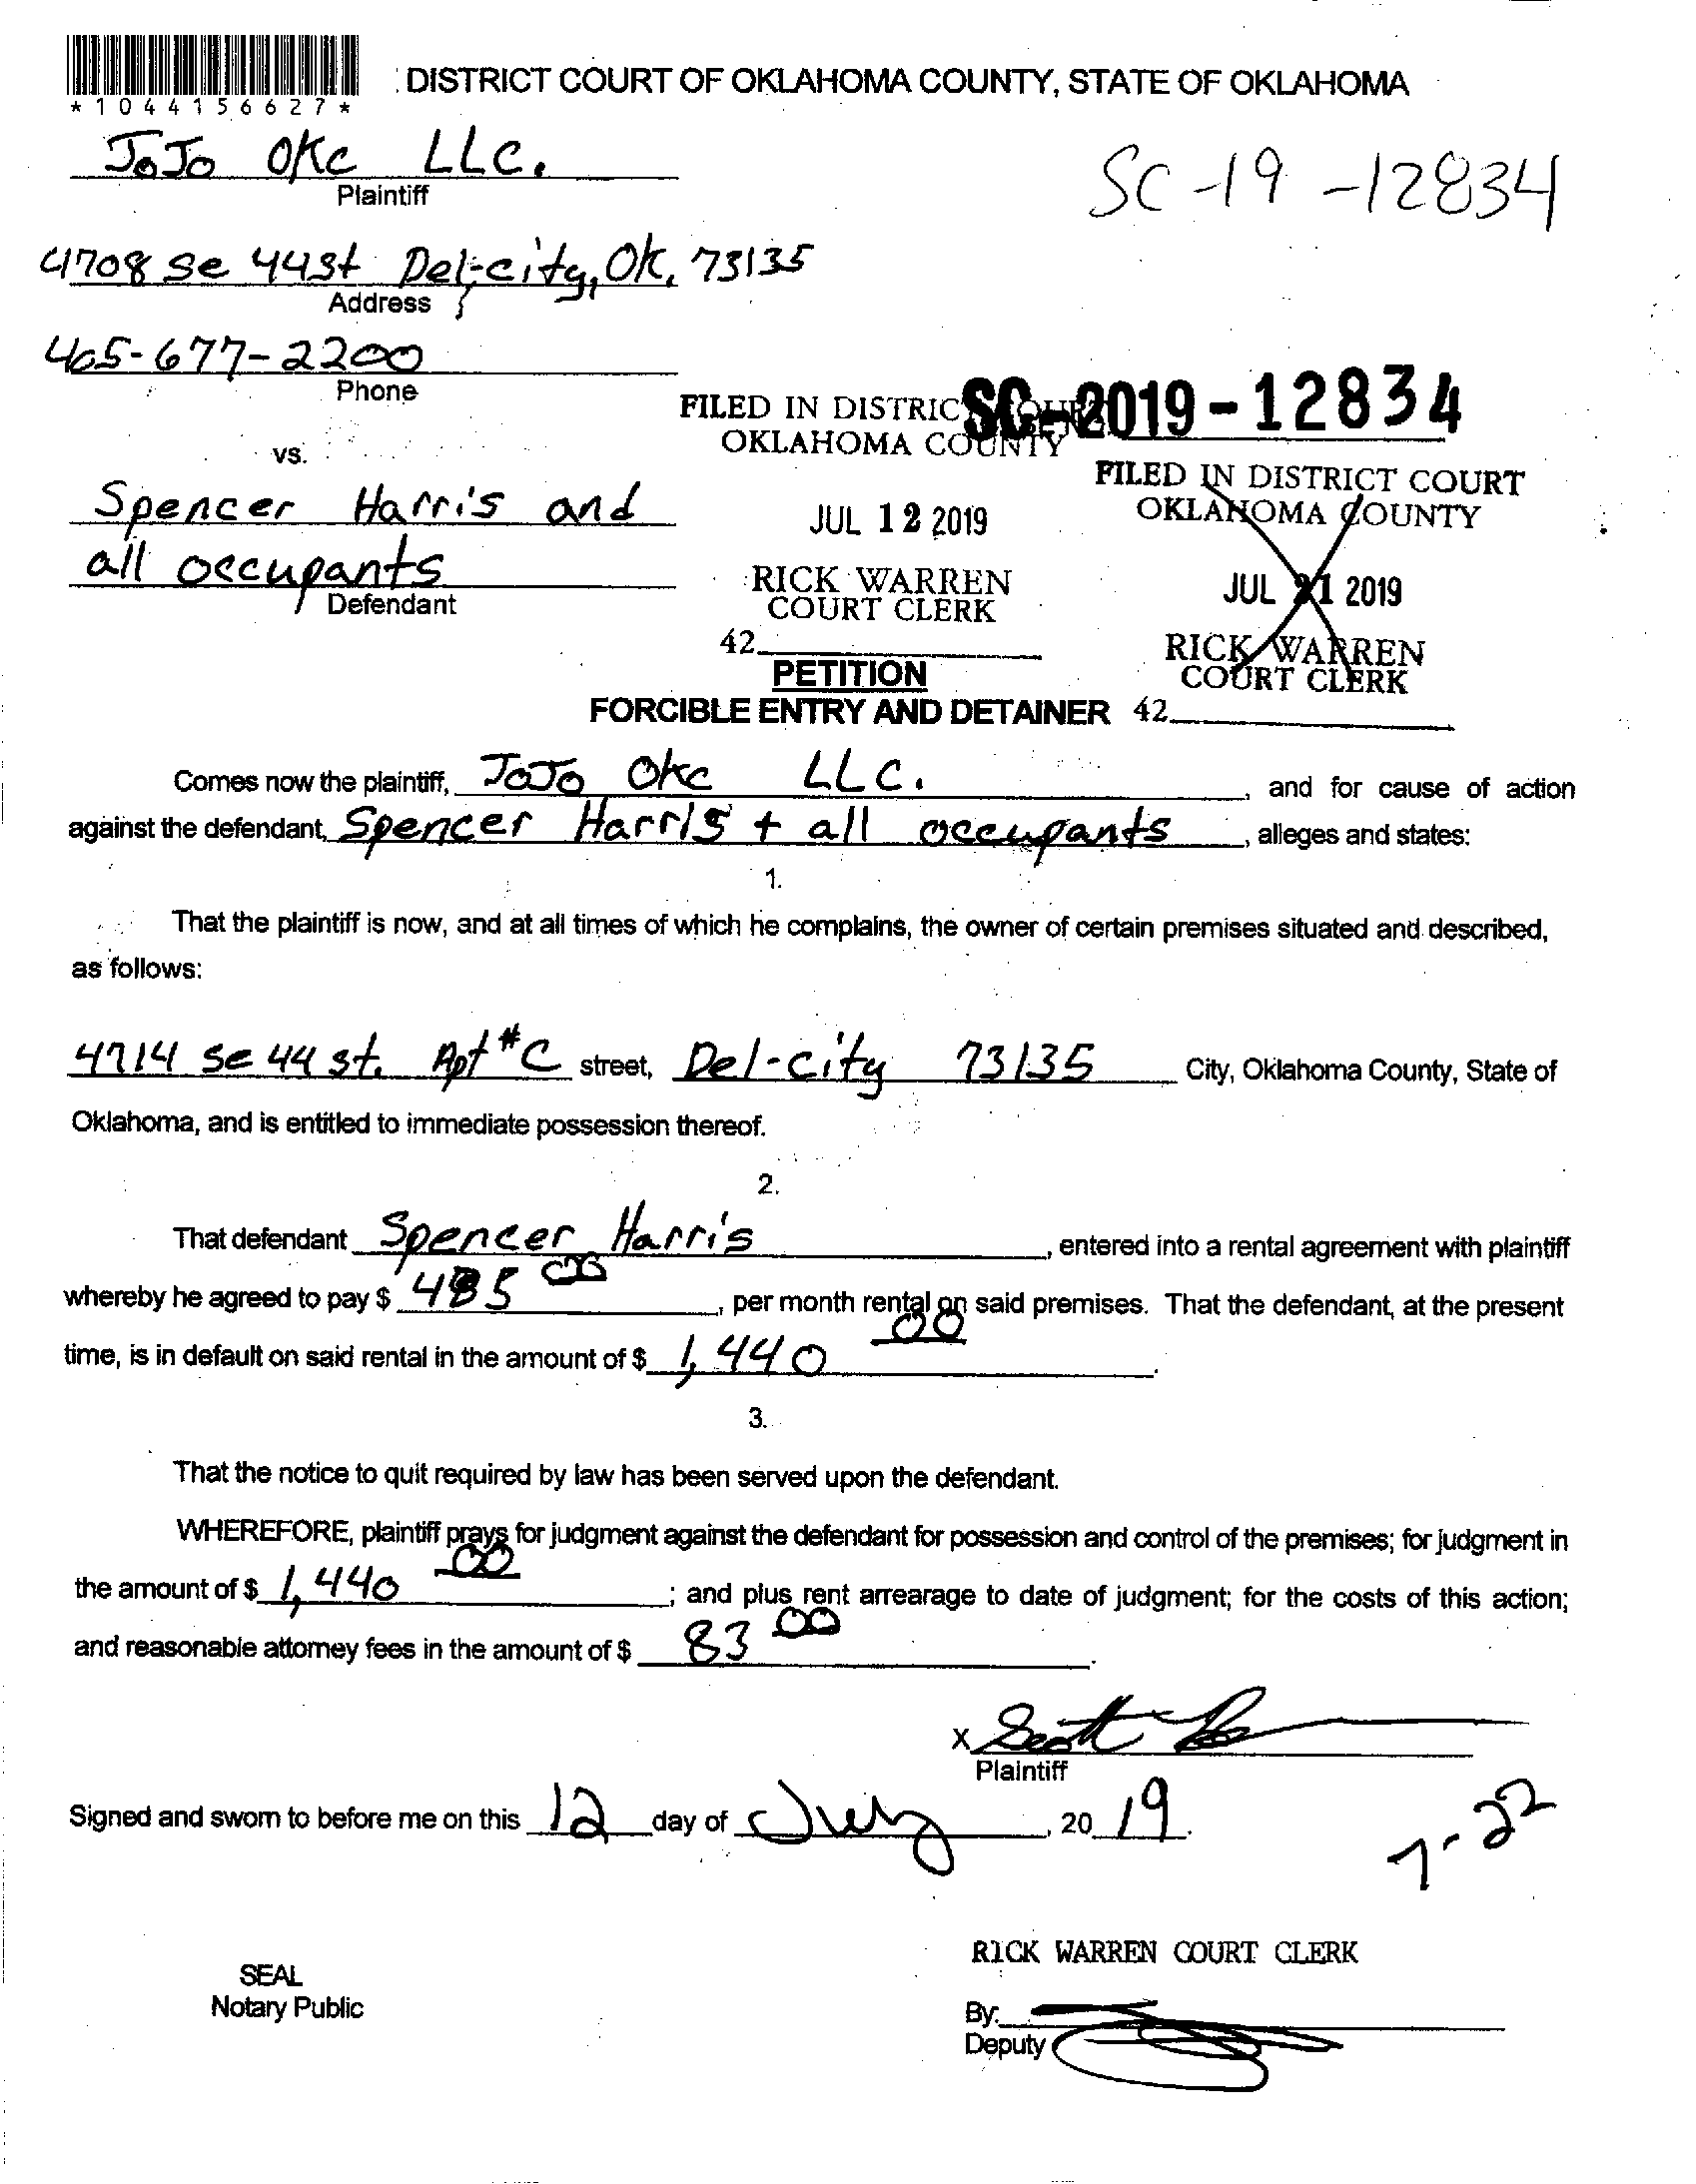 DISTRICT COURT OF OKLAHOMA COUNTY, STATE OF OKLAHOMA
*1044156627*
JoJo OKC LLC.
Plaintiff
SC-19-12834
4708 Se 44st Del-city, OK, 73135
Address
405-677-2200
Phone
FILED IN DISTRICT COURT
OKLAHOMA COUNTY
SC-2019-12834
vs.
FILED IN DISTRICT COURT
OKLAHOMA COUNTY
Spencer Harris and
all occupants
Defendant
JUL 12 2019
RICK WARREN
COURT CLERK
42
JUL 21 2019
RICK WARREN
COURT CLERK
42
PETITION
FORCIBLE ENTRY AND DETAINER
Comes now the plaintiff, JoJo OKC LLC. , and for cause of action
against the defendant, Spencer Harris + all occupants , alleges and states:
1.
That the plaintiff is now, and at all times of which he complains, the owner of certain premises situated and described,
as follows:
4714 Se 44 st. Apt #C street, Del-city 73135 City, Oklahoma County, State of
Oklahoma, and is entitled to immediate possession thereof.
2.
That defendant Spencer Harris , entered into a rental agreement with plaintiff
whereby he agreed to pay $ 485 00 , per month rental on said premises. That the defendant, at the present
time, is in default on said rental in the amount of $ 1,440 00 .
3.
That the notice to quit required by law has been served upon the defendant.
WHEREFORE, plaintiff prays for judgment against the defendant for possession and control of the premises; for judgment in
the amount of $ 1,440 00 ; and plus rent arrearage to date of judgment; for the costs of this action;
and reasonable attorney fees in the amount of $ 83 00 .
X Scott
Plaintiff
Signed and sworn to before me on this 12 day of July , 20 19.
7-22
RICK WARREN COURT CLERK
SEAL
Notary Public
By:
Deputy